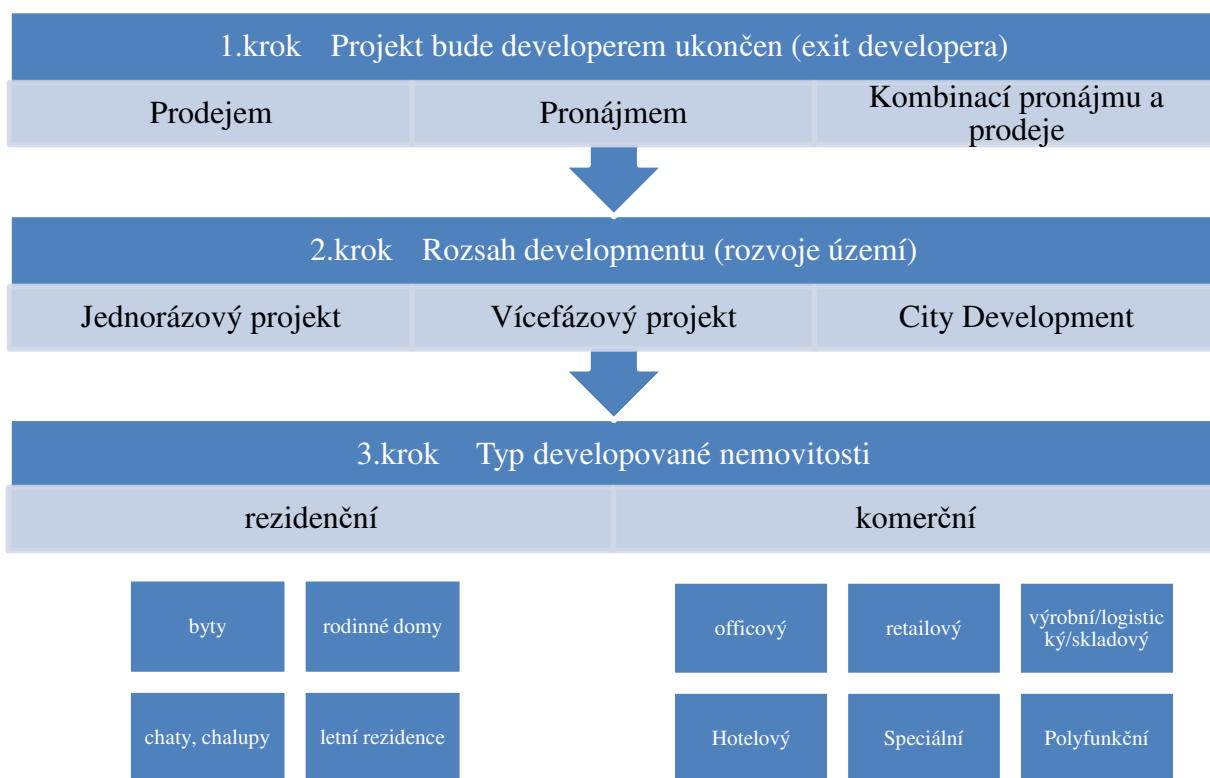 1.krok Projekt bude developerem ukončen (exit developera)
Prodejem
Pronájmem
Kombinací pronájmu a
prodeje
2.krok Rozsah developmentu (rozvoje území)
Jednorázový projekt
Vícefázový projekt
City Development
3.krok Typ developované nemovitosti
rezidenční
komerční
byty
rodinné domy
officový
retailový
výrobní/logistic
ký/skladový
chaty, chalupy
letní rezidence
Hotelový
Speciální
Polyfunkční